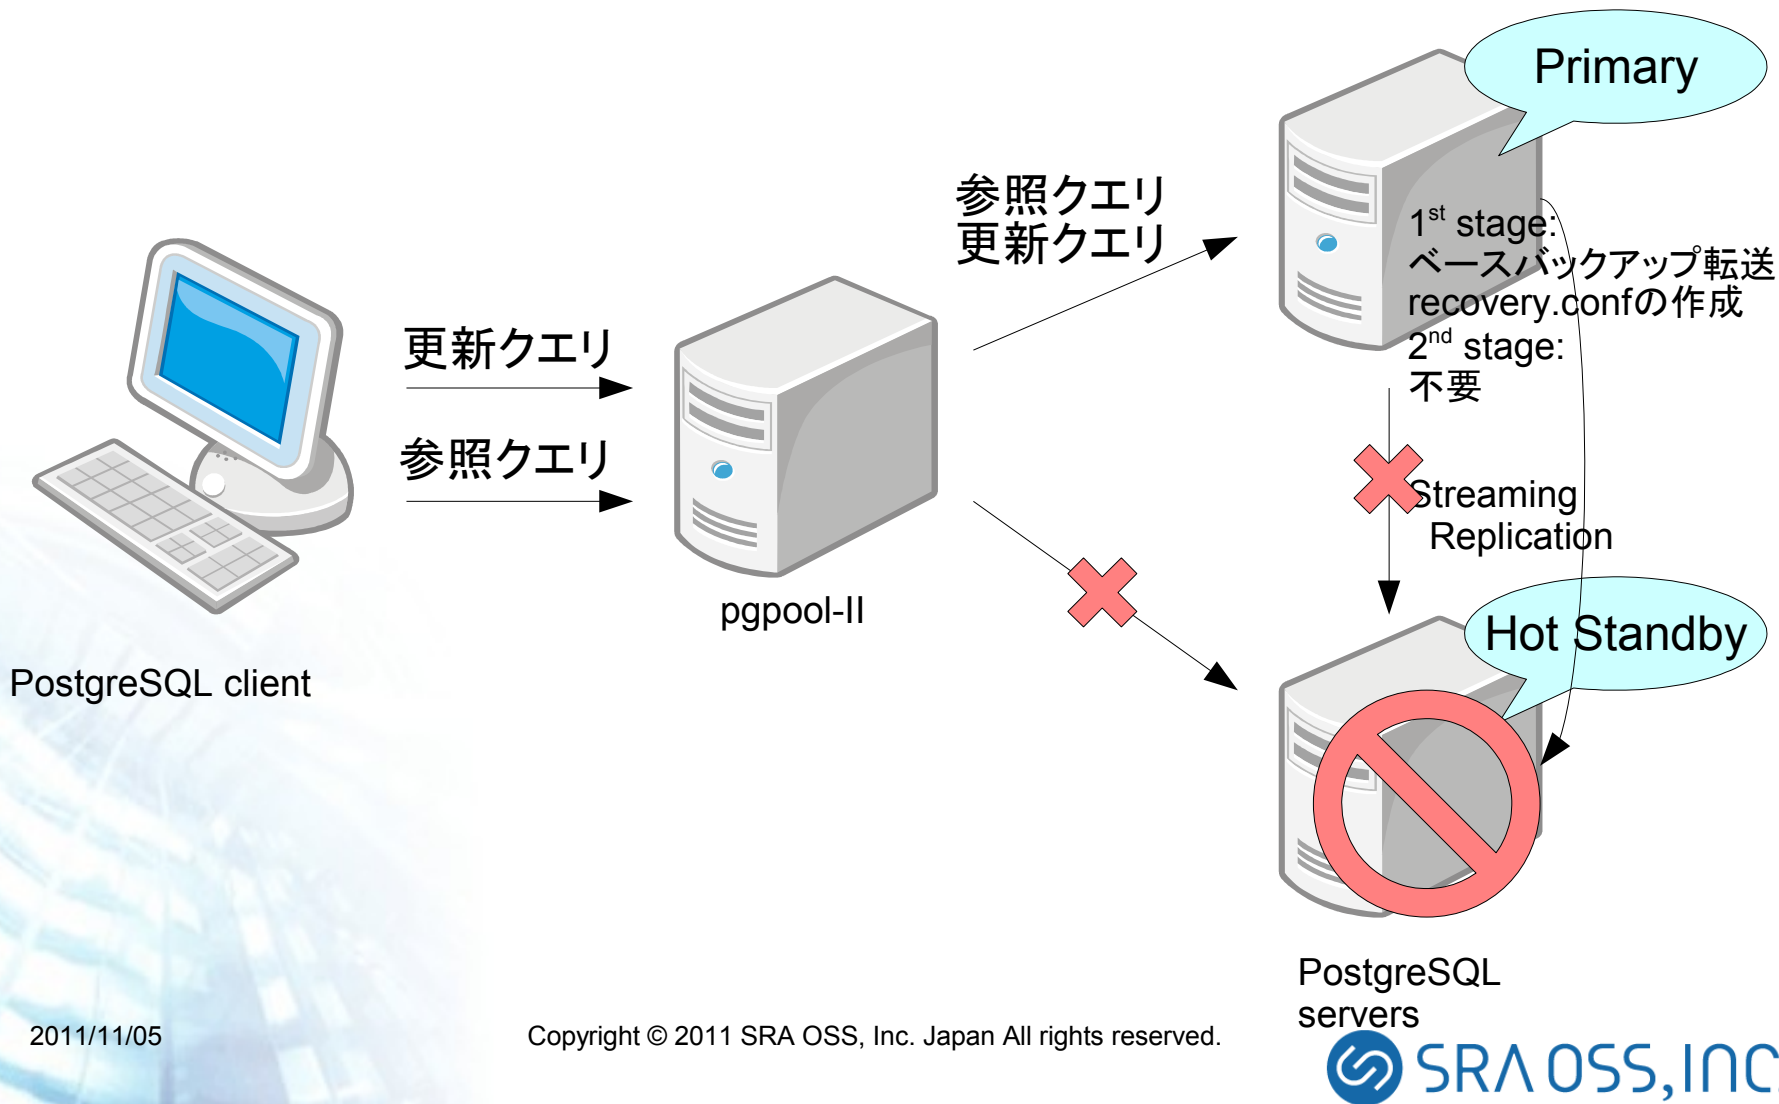 Primary
参照クエリ
更新クエリ
1st stage:
ベースバックアップ転送
recovery.confの作成
2nd stage:
不要
更新クエリ
参照クエリ
Streaming
Replication
pgpool-II
Hot Standby
PostgreSQL client
PostgreSQL
servers
2011/11/05
Copyright © 2011 SRA OSS, Inc. Japan All rights reserved.
SRA OSS, INC.